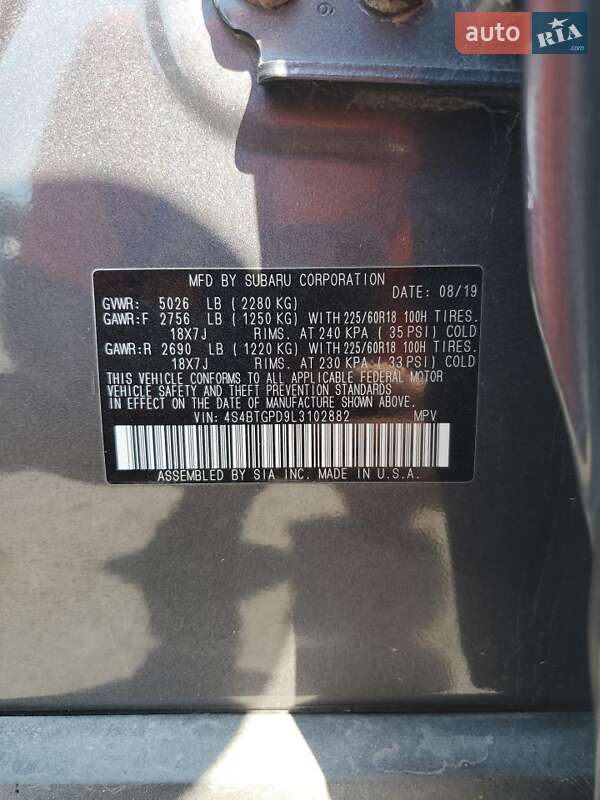 6
auto RIA.com
MFD BY SUBARU CORPORATION
DATE: 08/19
GVWR: 5026 LB ( 2280 KG)
GAWR:F 2756 LB ( 1250 KG) WITH 225/60R18 100H TIRES.
18X7J RIMS. AT 240 KPA ( 35 PSI) COLD
GAWR:R 2690 LB ( 1220 KG) WITH 225/60R18 100H TIRES.
18X7J RIMS. AT 230 KPA ( 33 PSI) COLD
THIS VEHICLE CONFORMS TO ALL APPLICABLE FEDERAL MOTOR
VEHICLE SAFETY AND THEFT PREVENTION STANDARDS
IN EFFECT ON THE DATE OF MANUFACTURE SHOWN ABOVE.
VIN: 4S4BTGPD9L3102882 MPV
ASSEMBLED BY SIA INC. MADE IN U.S.A.